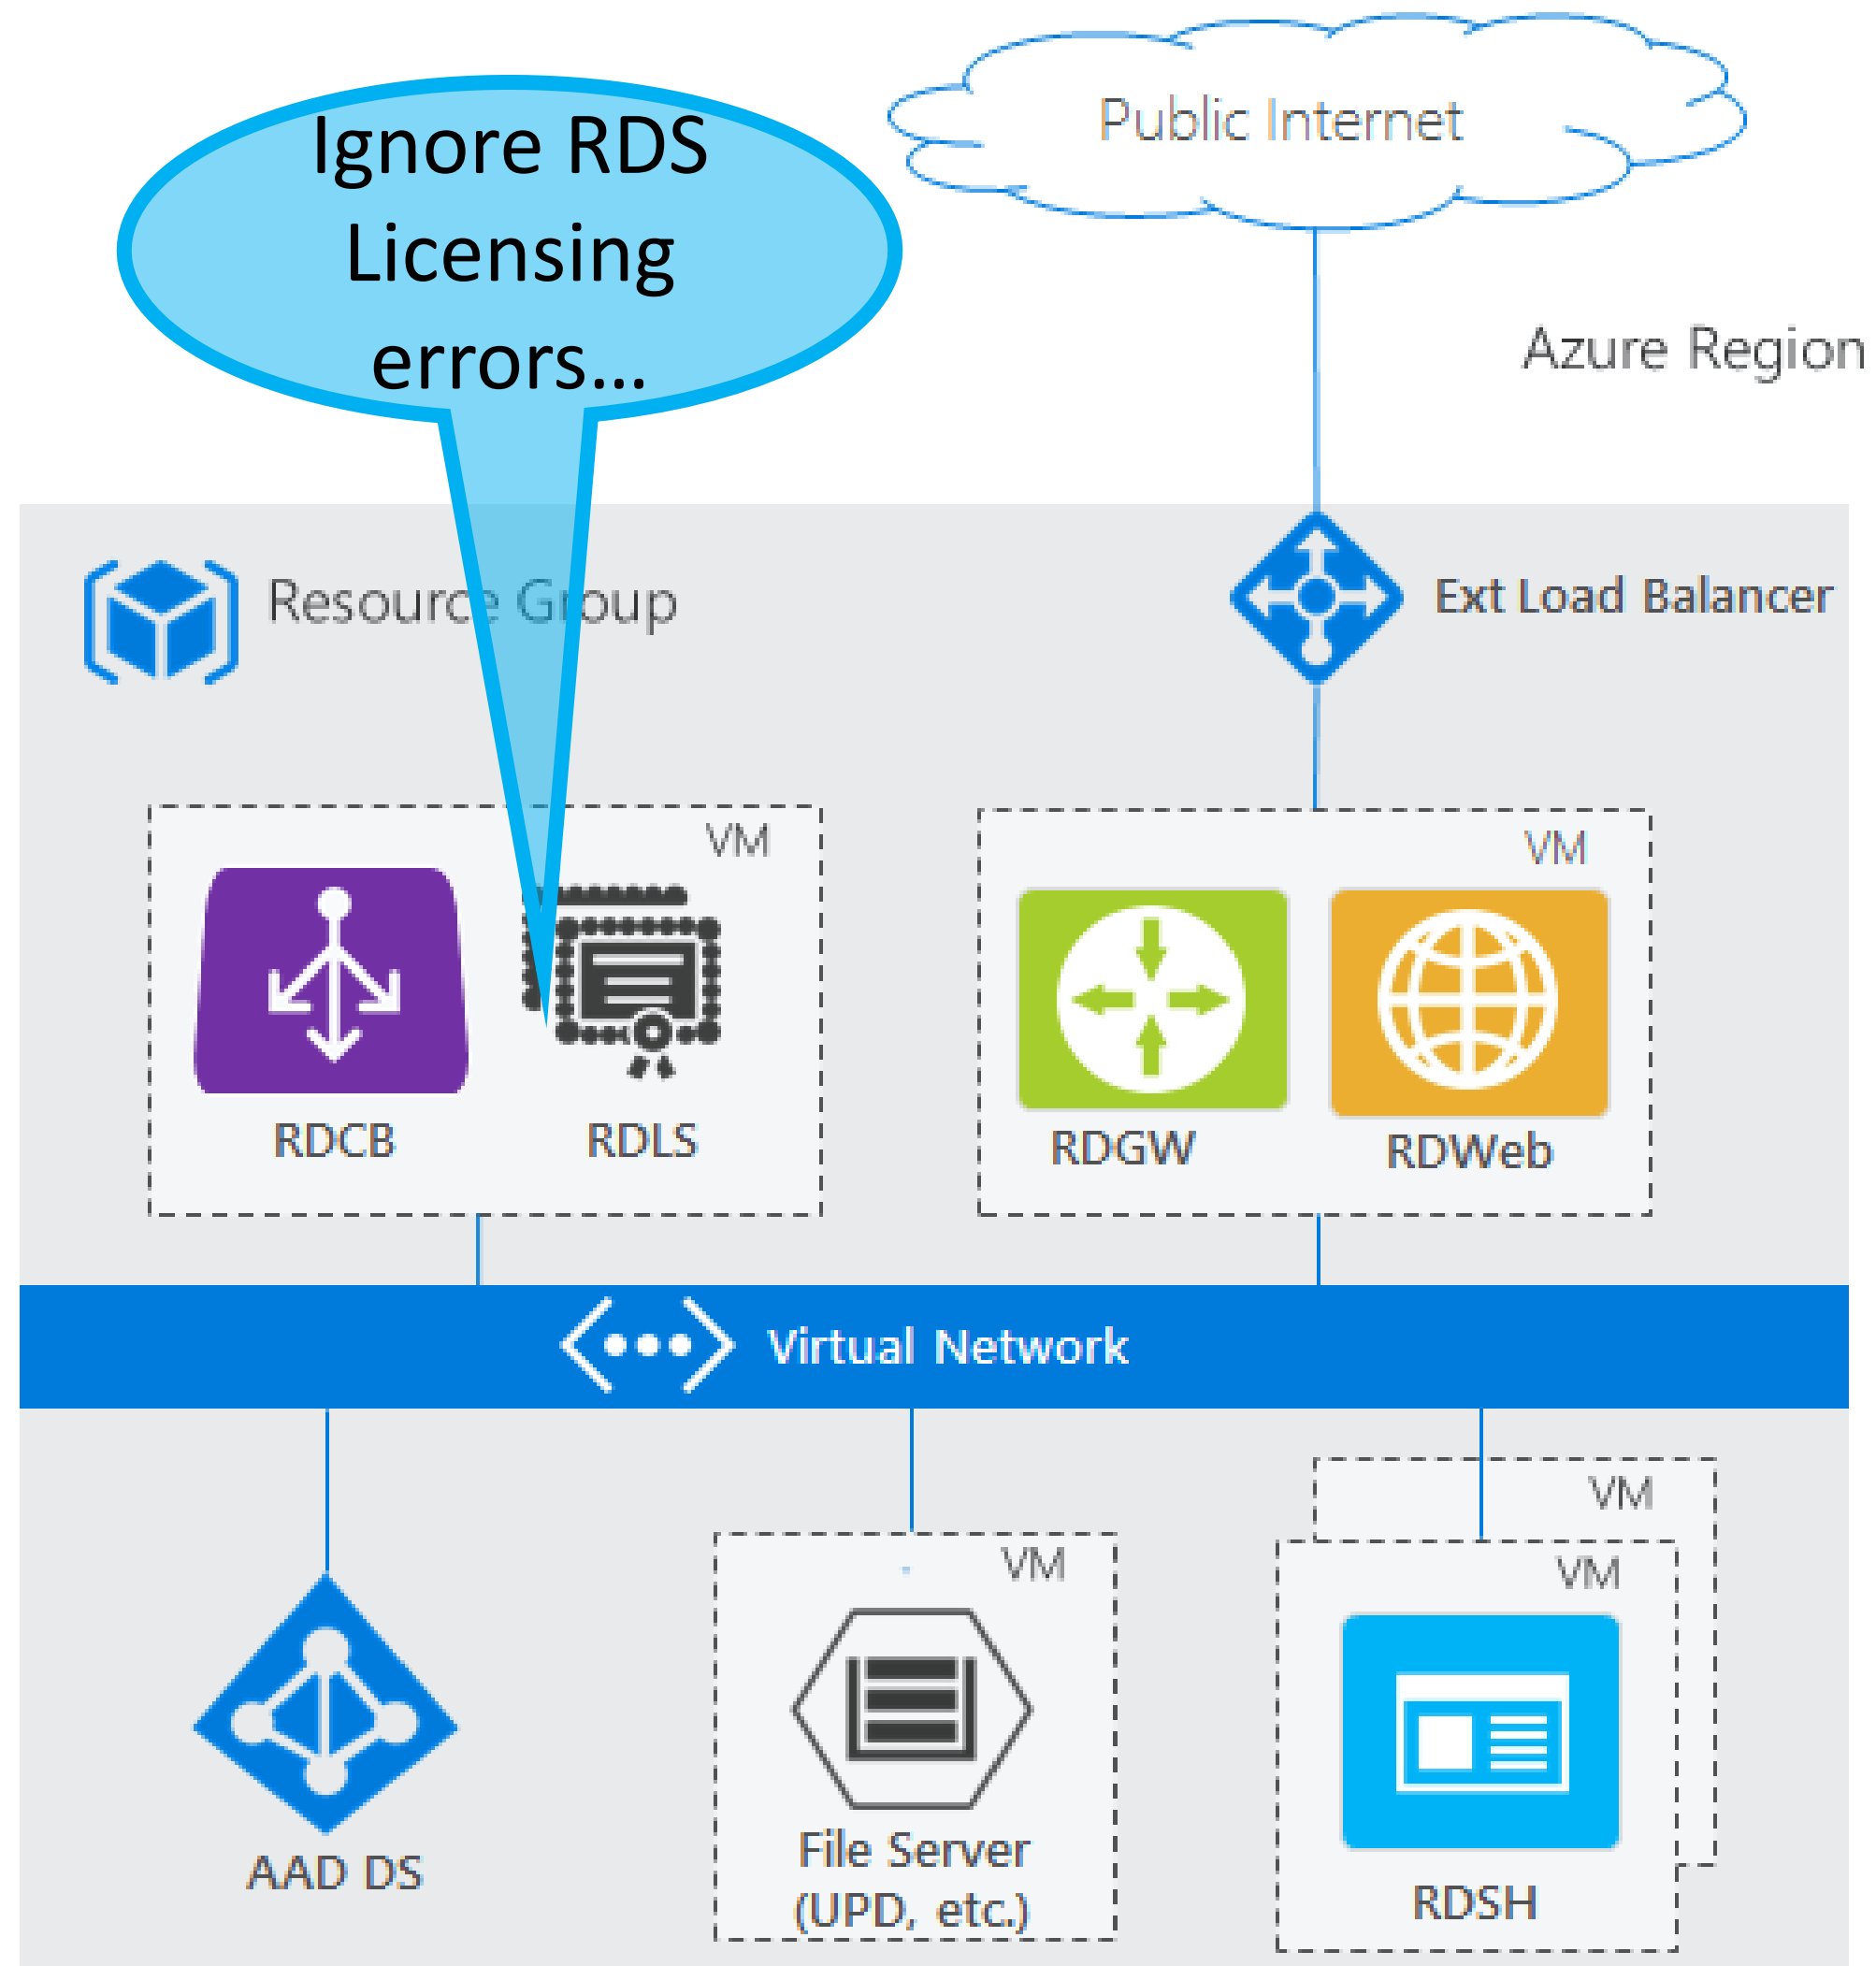 Public Internet
Ignore RDS
Licensing
errors...
Azure Region
Resource Group
Ext Load Balancer
VM
RDCB
RDLS
VM
RDGW
RDWeb
Virtual Network
AAD DS
VM
File Server
(UPD, etc.)
VM
VM
RDSH